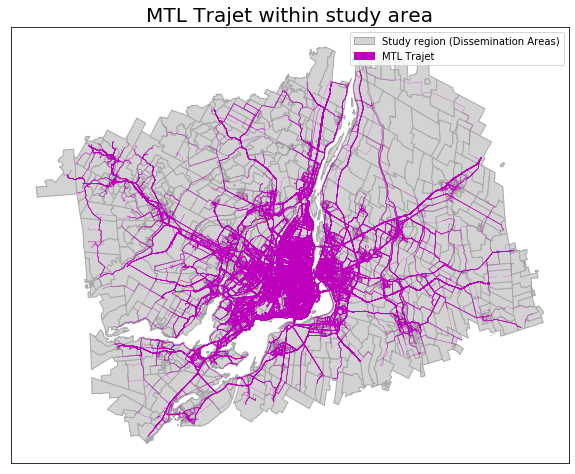 MTL Trajet within study area
Study region (Dissemination Areas)
MTL Trajet